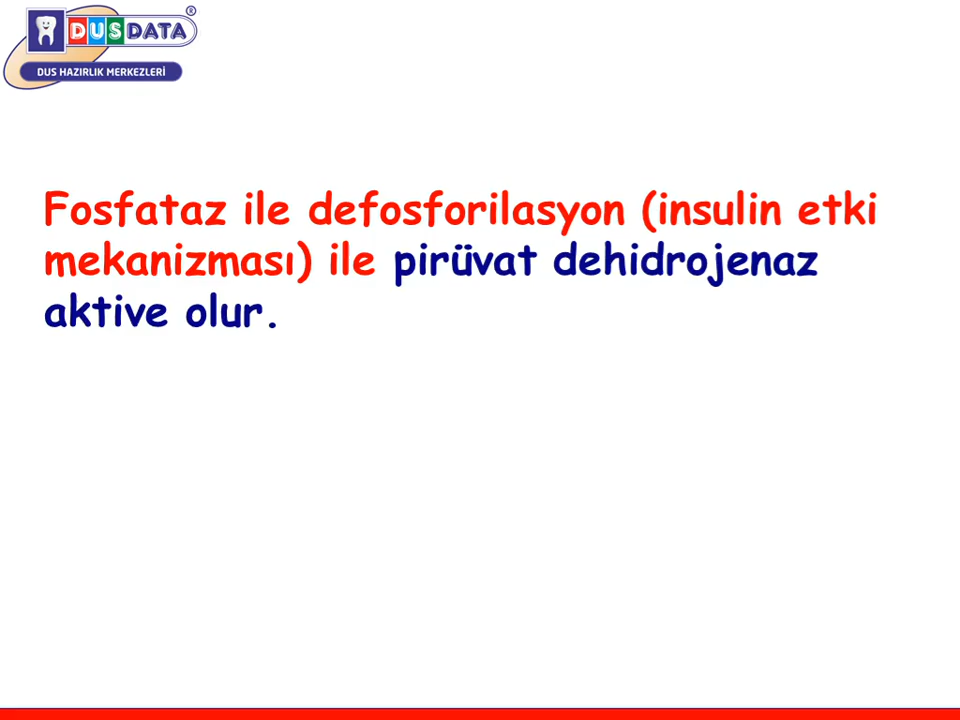 DUSDATA®
DUS HAZIRLIK MERKEZLERİ
Fosfataz ile defosforilasyon (insulin etki
mekanizması) ile pirüvat dehidrojenaz
aktive olur.